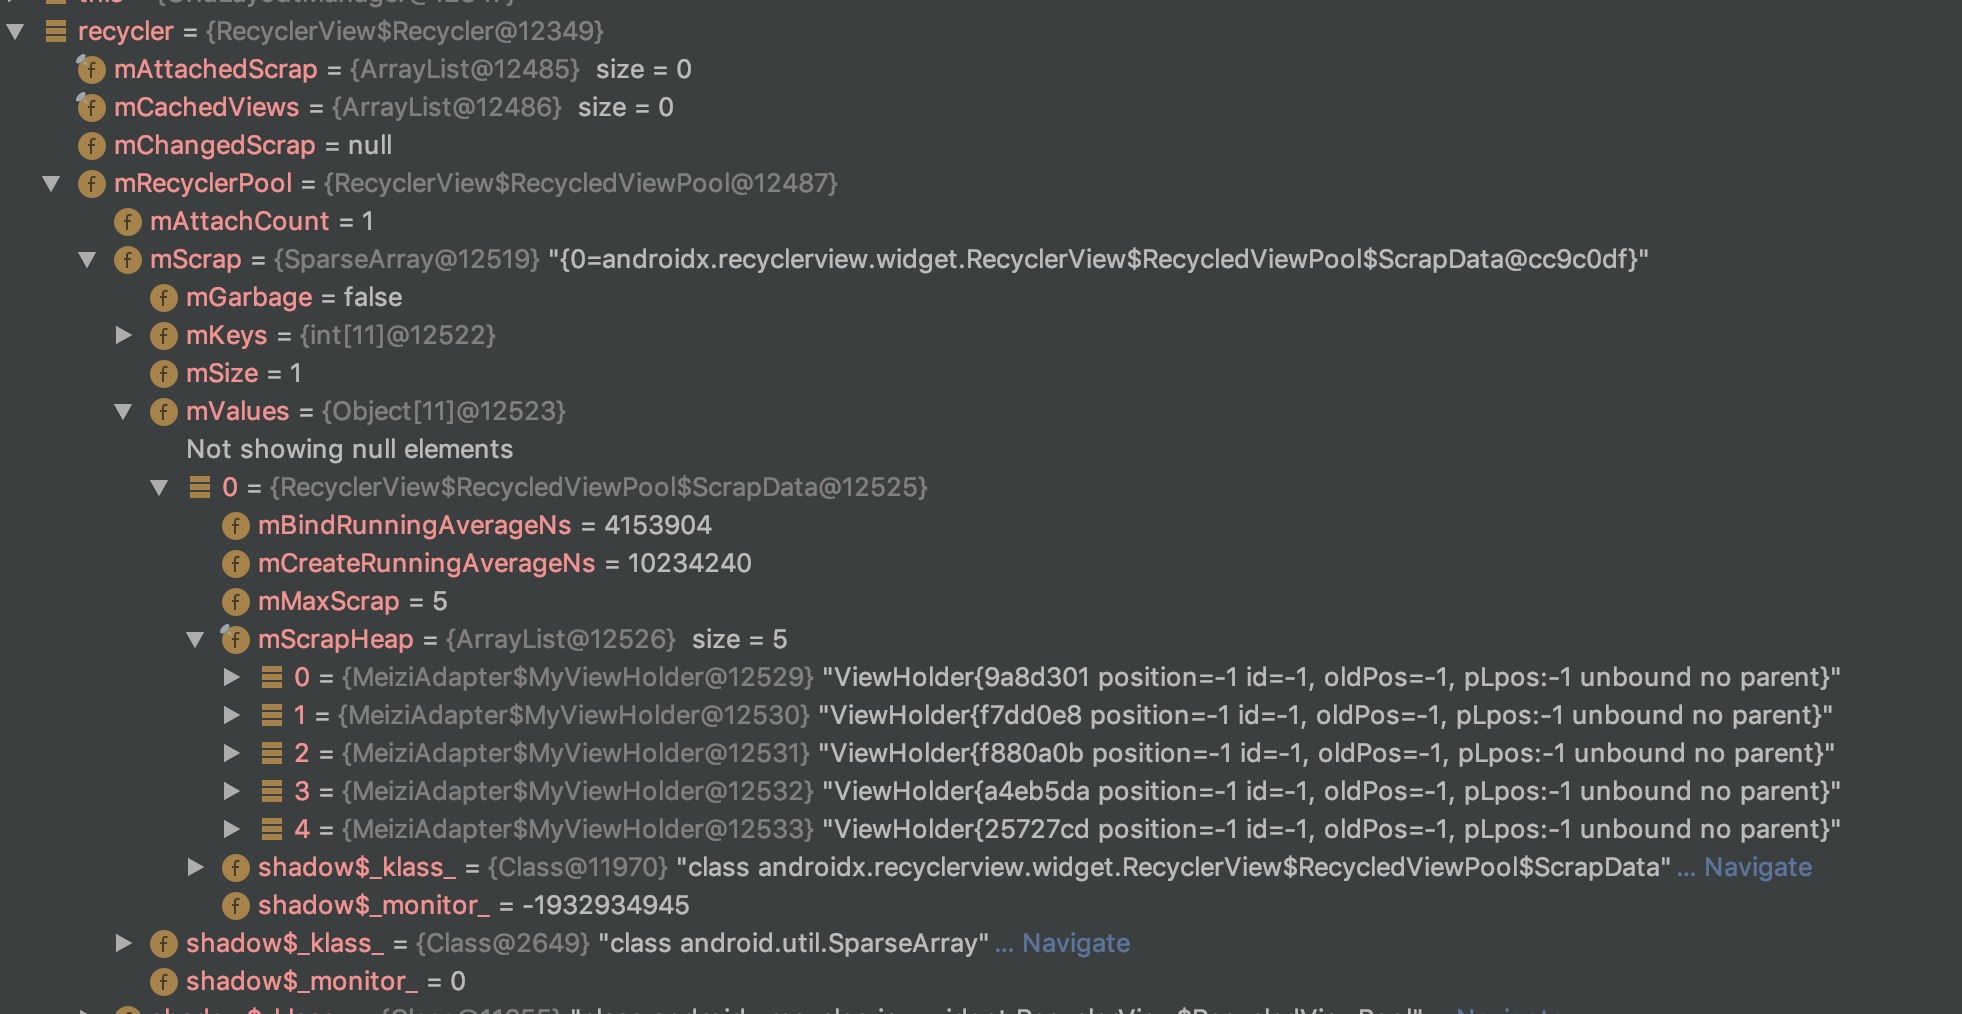 recycler = {RecyclerView$Recycler@12349}
mAttachedScrap = {ArrayList@12485} size = 0
mCachedViews = {ArrayList@12486} size = 0
mChangedScrap = null
mRecyclerPool = {RecyclerView$RecycledViewPool@12487}
mAttachCount = 1
mScrap = {SparseArray@12519} "{0=androidx.recyclerview.widget.RecyclerView$RecycledViewPool$ScrapData@cc9c0df}"
mGarbage = false
mKeys = {int[11]@12522}
mSize = 1
mValues = {Object[11]@12523}
Not showing null elements
0 = {RecyclerView$RecycledViewPool$ScrapData@12525}
mBindRunningAverageNs = 4153904
mCreateRunningAverageNs = 10234240
mMaxScrap = 5
mScrapHeap = {ArrayList@12526} size = 5
0 = {MeiziAdapter$MyViewHolder@12529} "ViewHolder{9a8d301 position=-1 id=-1, oldPos=-1, pLpos:-1 unbound no parent}"
1 = {MeiziAdapter$MyViewHolder@12530} "ViewHolder{f7dd0e8 position=-1 id=-1, oldPos=-1, pLpos:-1 unbound no parent}"
2 = {MeiziAdapter$MyViewHolder@12531} "ViewHolder{f880a0b position=-1 id=-1, oldPos=-1, pLpos:-1 unbound no parent}"
3 = {MeiziAdapter$MyViewHolder@12532} "ViewHolder{a4eb5da position=-1 id=-1, oldPos=-1, pLpos:-1 unbound no parent}"
4 = {MeiziAdapter$MyViewHolder@12533} "ViewHolder{25727cd position=-1 id=-1, oldPos=-1, pLpos:-1 unbound no parent}"
shadow$_klass_ = {Class@11970} "class androidx.recyclerview.widget.RecyclerView$RecycledViewPool$ScrapData" ... Navigate
shadow$_monitor_ = -1932934945
shadow$_klass_ = {Class@2649} "class android.util.SparseArray" ... Navigate
shadow$_monitor_ = 0